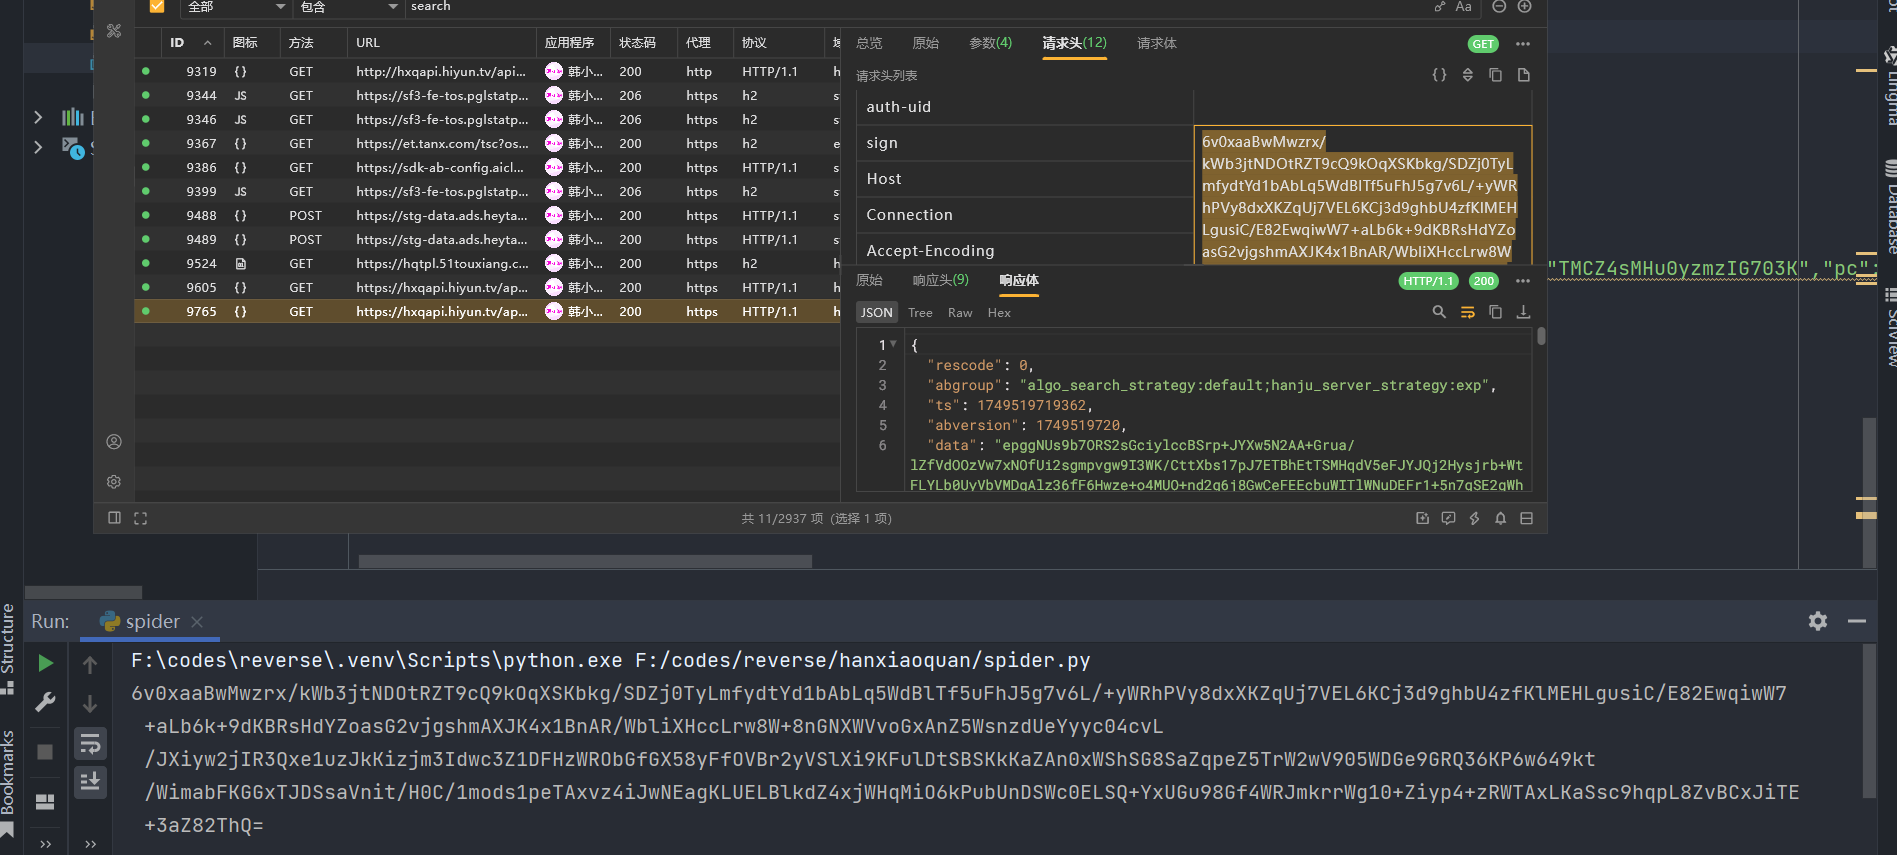 全部
包含
search
Aa
ID
图标
方法
URL
应用程序
状态码
代理
协议
9319 {} GET http://hxqapi.hiyun.tv/api... 韩小... 200 http HTTP/1.1 h
9344 JS GET https://sf3-fe-tos.pglstatp... 韩小... 206 https h2
9346 JS GET https://sf3-fe-tos.pglstatp... 韩小... 206 https h2
9367 {} GET https://et.tanx.com/tsc?os... 韩小... 200 https h2 e
9386 {} GET https://sdk-ab-config.aicl... 韩小... 200 https HTTP/1.1
9399 JS GET https://sf3-fe-tos.pglstatp... 韩小... 206 https h2
9488 {} POST https://stg-data.ads.heyta... 韩小... 200 https HTTP/1.1
9489 {} POST https://stg-data.ads.heyta... 韩小... 200 https HTTP/1.1
9524 GET https://hqtpl.51touxiang.c... 韩小... 200 https h2 h
9605 {} GET https://hxqapi.hiyun.tv/ap... 韩小... 200 https HTTP/1.1 h
9765 {} GET https://hxqapi.hiyun.tv/ap... 韩小... 200 https HTTP/1.1 h
共 11/2937 项 (选择 1 项)
总览
原始
参数(4)
请求头(12)
请求体
GET
请求头列表
auth-uid
sign
Host
Connection
Accept-Encoding
6v0xaaBwMwzrx/
kWb3jtNDOtRZT9cQ9kOqXSKbkg/SDZj0TyL
mfydtYd1bAbLq5WdBlTf5uFhJ5g7v6L/+yWR
hPVy8dxXKZqUj7VEL6KCj3d9ghbU4zfKlMEH
LgusiC/E82EwqiwW7+aLb6k+9dKBRsHdYZo
asG2vjgshmAXJK4x1BnAR/WbliXHccLrw8W
原始
响应头(9)
响应体
HTTP/1.1
200
JSON
Tree
Raw
Hex
1 {
2 "rescode": 0,
3 "abgroup": "algo_search_strategy:default;hanju_server_strategy:exp",
4 "ts": 1749519719362,
5 "abversion": 1749519720,
6 "data": "epggNUs9b7ORS2sGciylccBSrp+JYXw5N2AA+Grua/
lZfVdOOzVw7xNOfUi2sgmpvgw9I3WK/CttXbs17pJ7ETBhEtTSMHqdV5eFJYJQj2Hysjrb+Wt
FLYLb0UyVbVMDgAlz36fF6Hwze+o4MUO+nd2q6j8GwCeFEEcbuWITlWNuDEFr1+5n7gSE2gWh
"TMCZ4sMHu0yzmzIG703K","pc":
Lingma
Database
SciView
Structure
Bookmarks
Run:
spider
F:\codes\reverse\.venv\Scripts\python.exe F:/codes/reverse/hanxiaoquan/spider.py
6v0xaaBwMwzrx/kWb3jtNDOtRZT9cQ9kOqXSKbkg/SDZj0TyLmfydtYd1bAbLq5WdBlTf5uFhJ5g7v6L/+yWRhPVy8dxXKZqUj7VEL6KCj3d9ghbU4zfKlMEHLgusiC/E82EwqiwW7
+aLb6k+9dKBRsHdYZoasG2vjgshmAXJK4x1BnAR/WbliXHccLrw8W+8nGNXWVvoGxAnZ5WsnzdUeYyyc04cvL
/JXiyw2jIR3Qxe1uzJkKizjm3Idwc3Z1DFHzWRObGfGX58yFfOVBr2yVSlXi9KFulDtSBSKkKaZAn0xWShSG8SaZqpeZ5TrW2wV905WDGe9GRQ36KP6w649kt
/WimabFKGGxTJDSsaVnit/H0C/1mods1peTAxvz4iJwNEagKLUELBlkdZ4xjWHqMiO6kPubUnDSWc0ELSQ+YxUGu98Gf4WRJmkrrWg10+Ziyp4+zRWTAxLKaSsc9hqpL8ZvBCxJiTE
+3aZ82ThQ=